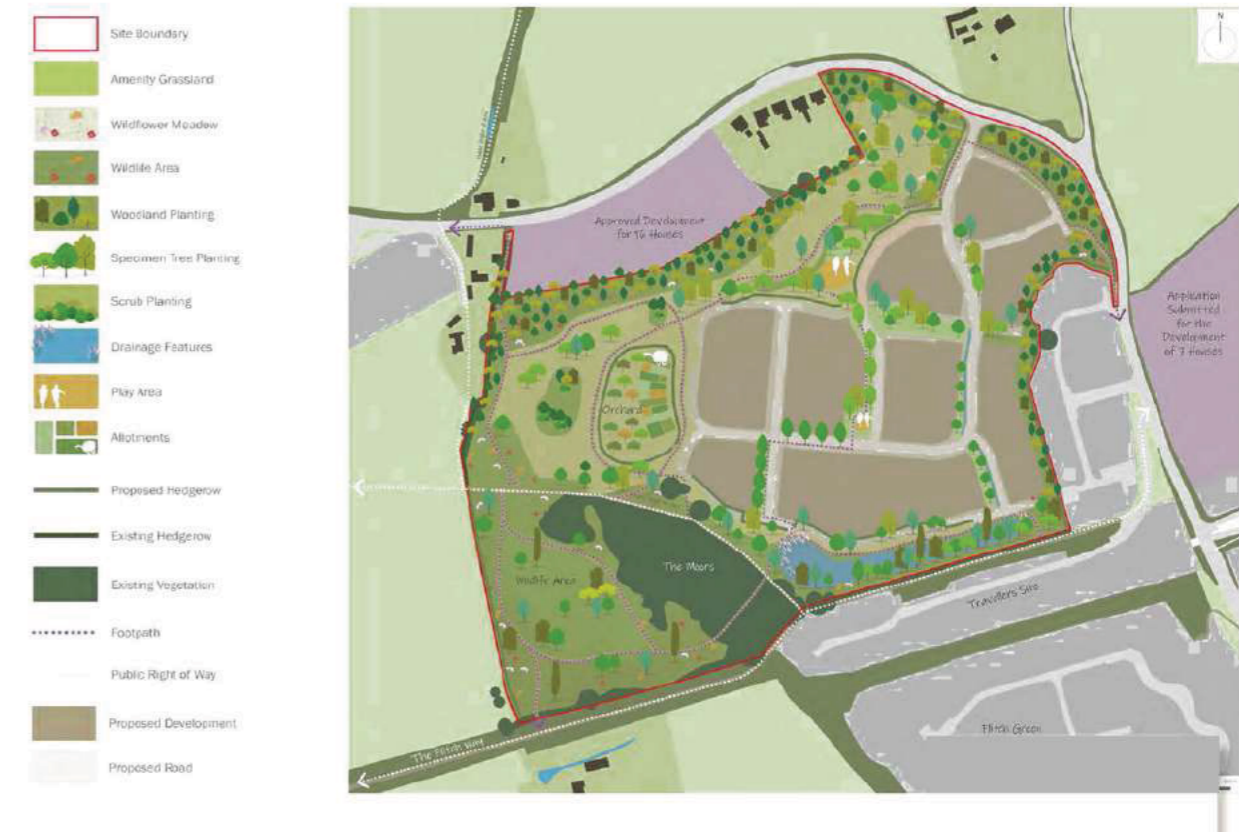 Site Boundary
Amenity Grassland
Wildflower Meadow
Wildlife Area
Woodland Planting
Specimen Tree Planting
Scrub Planting
Drainage Features
Play Area
Allotments
Proposed Hedgerow
Existing Hedgerow
Existing Vegetation
Footpath
Public Right of Way
Proposed Development
Proposed Road
N
Approved Development
for 16 Houses
Application
Submitted
for the
Development
of 7 Houses
Orchard
Wildlife Area
The Moors
Travellers Site
Flitch Green
The Flitch Way